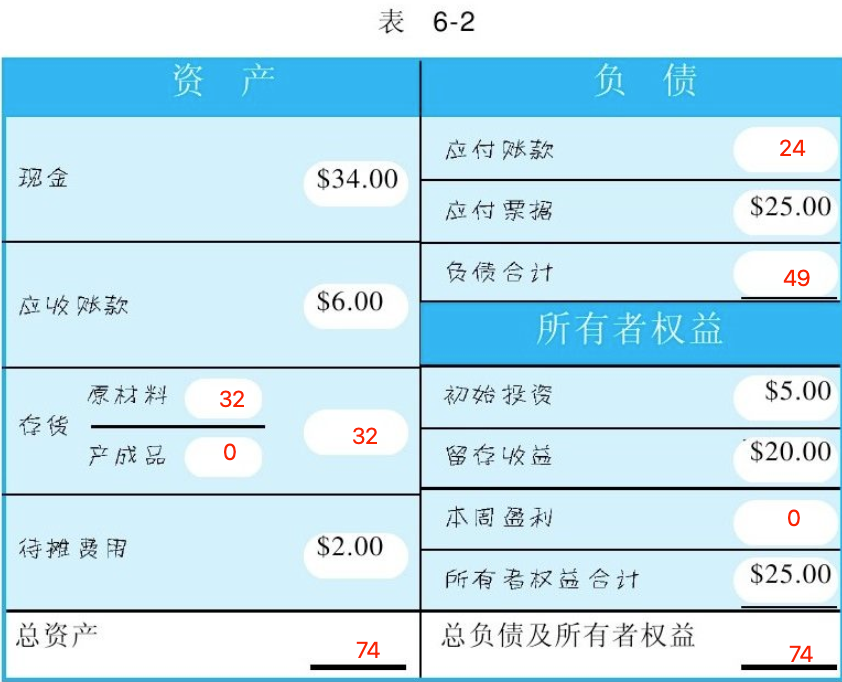 表 6-2
资 产
现金 $34.00
应收账款 $6.00
存货 原材料 32
产成品 0
32
待摊费用 $2.00
总资产 74
负 债
应付账款 24
应付票据 $25.00
负债合计 49
所有者权益
初始投资 $5.00
留存收益 $20.00
本周盈利 0
所有者权益合计 $25.00
总负债及所有者权益 74